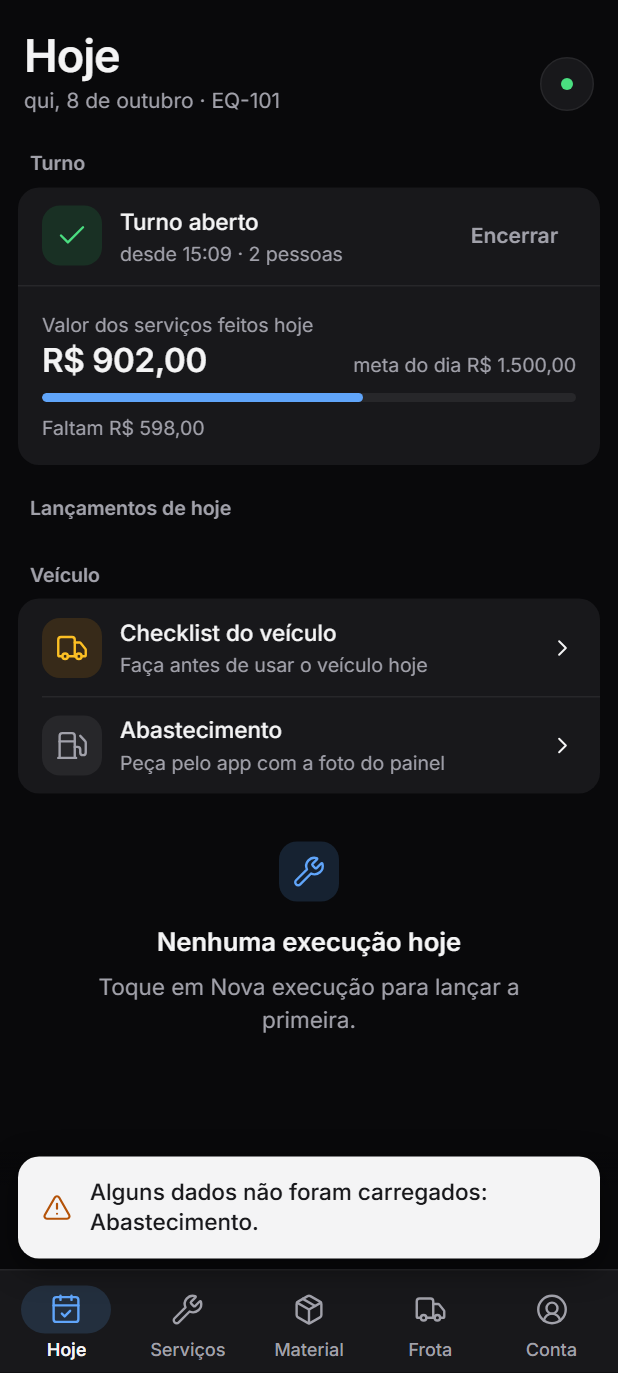 Hoje
qui, 8 de outubro · EQ-101
Turno
Turno aberto
desde 15:09 · 2 pessoas
Encerrar
Valor dos serviços feitos hoje
R$ 902,00
meta do dia R$ 1.500,00
Faltam R$ 598,00
Lançamentos de hoje
Veículo
Checklist do veículo
Faça antes de usar o veículo hoje
Abastecimento
Peça pelo app com a foto do painel
Nenhuma execução hoje
Toque em Nova execução para lançar a
primeira.
Alguns dados não foram carregados:
Abastecimento.
Hoje
Serviços
Material
Frota
Conta